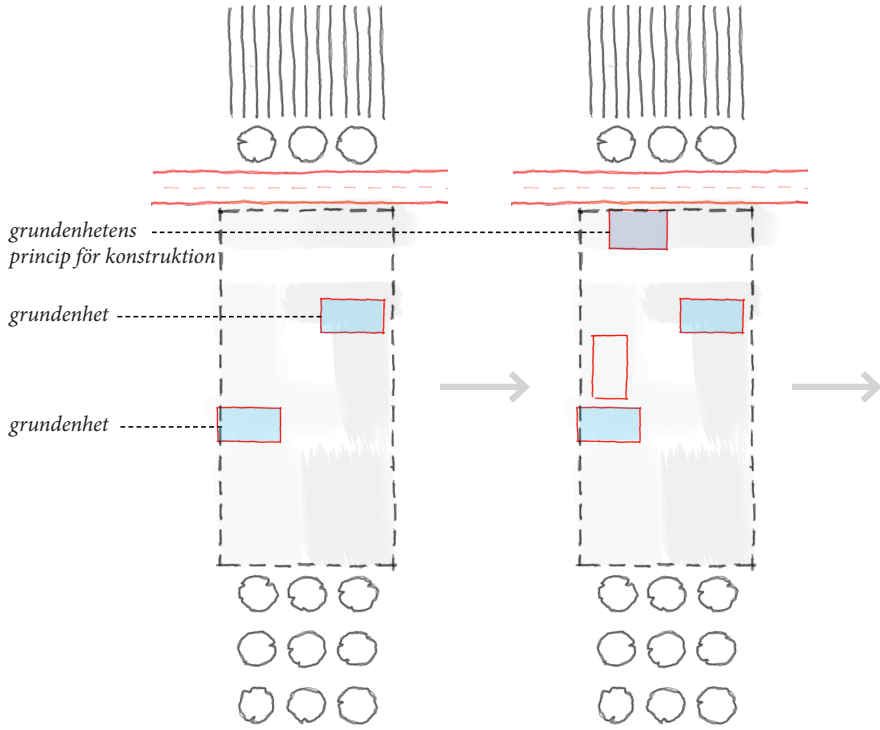 grundenhetens
princip för konstruktion
grundenhet
grundenhet